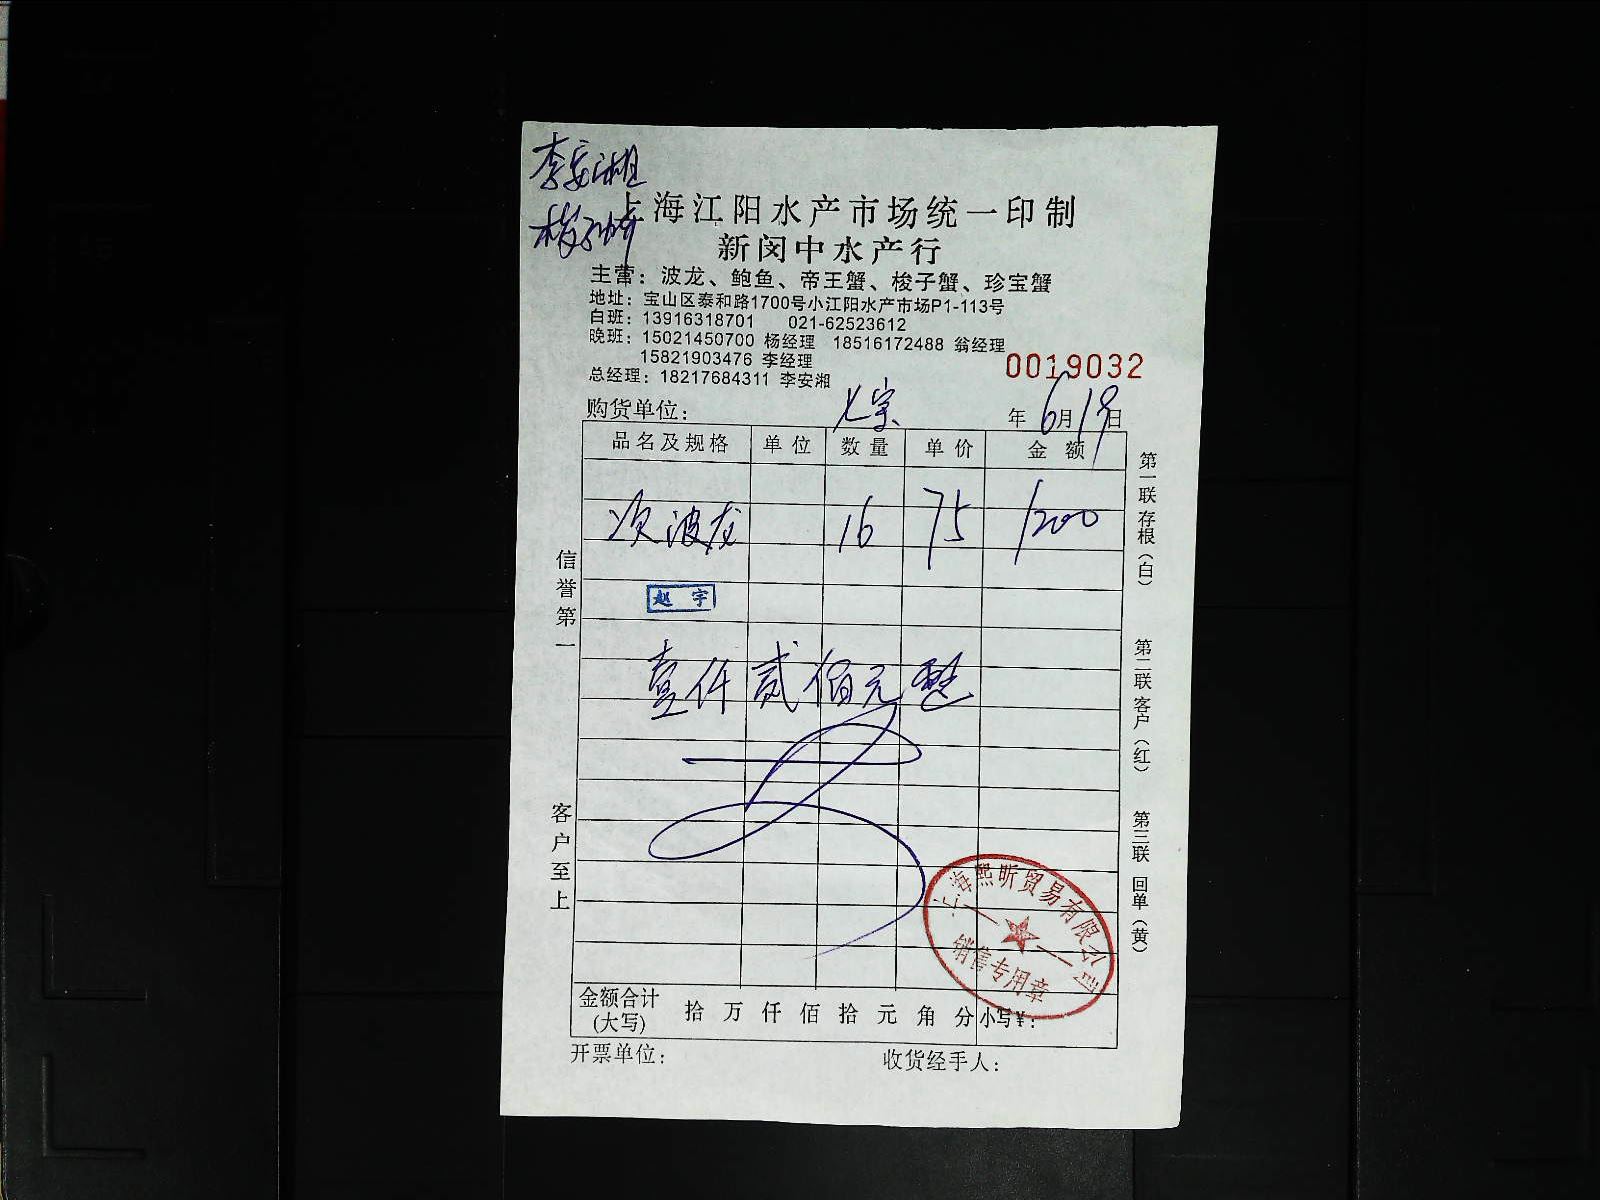 李安湘
上海江阳水产市场统一印制
新闵中水产行
主营：波龙、鲍鱼、帝王蟹、梭子蟹、珍宝蟹
地址：宝山区泰和路1700号小江阳水产市场P1-113号
白班：13916318701 021-62523612
晚班：15021450700 杨经理 18516172488 翁经理
15821903476 李经理
总经理：18217684311 李安湘
0019032
购货单位：
年6月19日
品名及规格 单位 数量 单价 金额
次波龙 16 75 1200
赵宇
壹仟贰佰元整
信誉第一
客户至上
第一联 存根（白）
第二联 客户（红）
第三联 回单（黄）
上海熙昕贸易有限公司
销售专用章
金额合计(大写) 拾 万 仟 佰 拾 元 角 分 小写￥：
开票单位： 收货经手人：